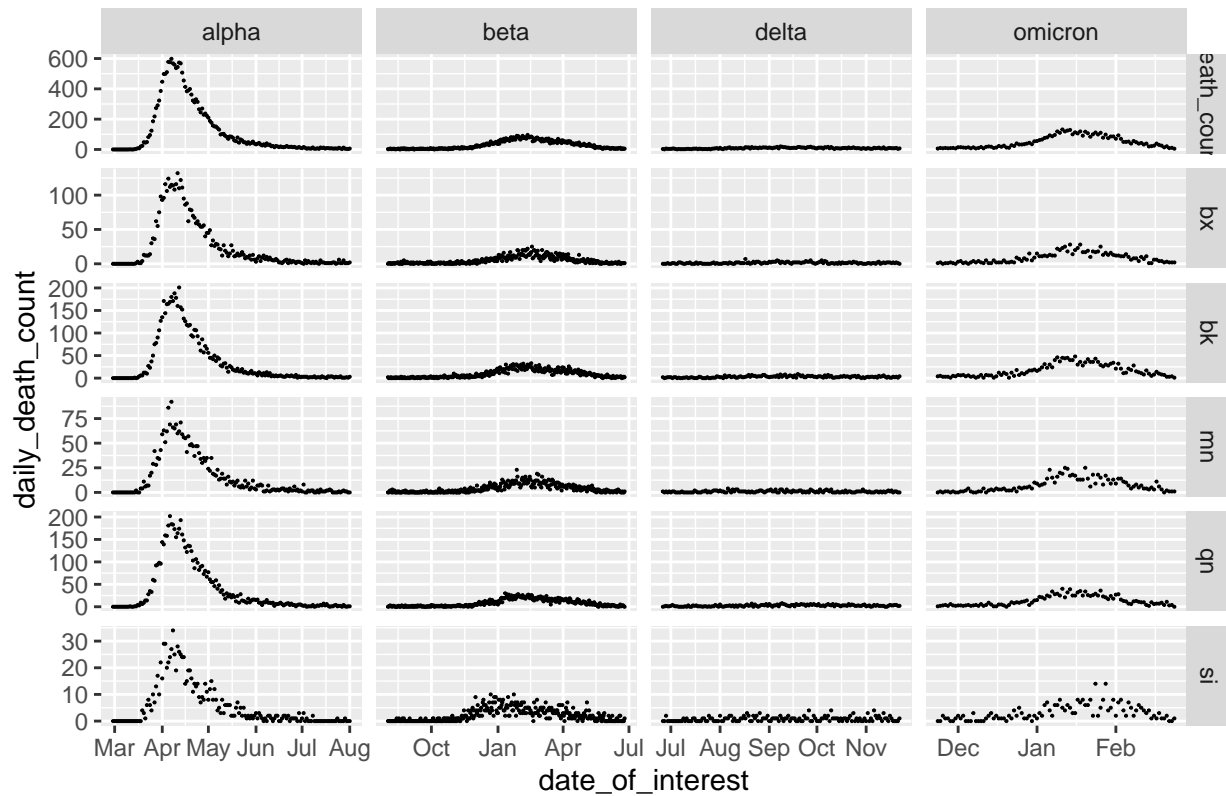 alpha beta delta omicron
600
400
200
0
eath_cour
100
50
0
bx
200
150
100
50
0
bk
75
50
25
0
mn
200
150
100
50
0
qn
30
20
10
0
si
daily_death_count
Mar Apr May Jun Jul Aug Oct Jan Apr Jul Jul Aug Sep Oct Nov Dec Jan Feb
date_of_interest